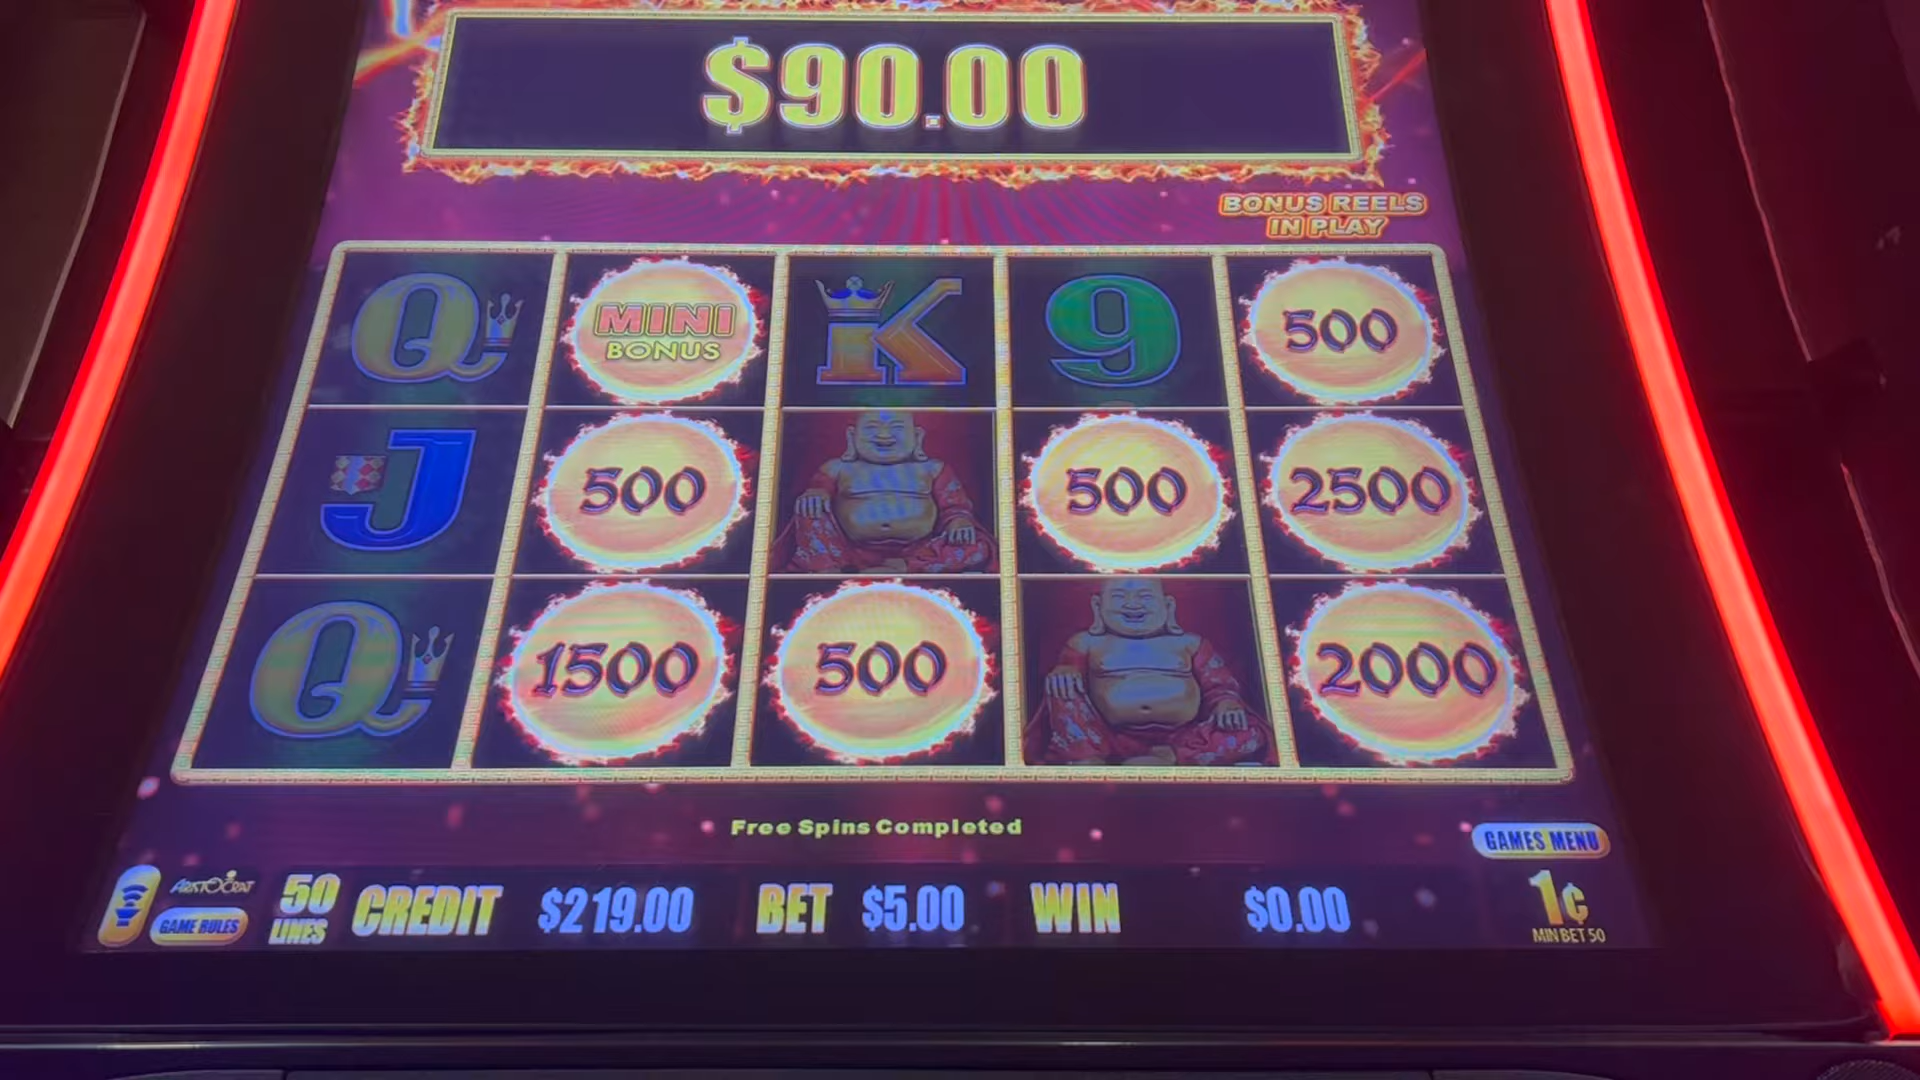 $90.00
BONUS REELS
IN PLAY
Q
MINI
BONUS
K
9
500
J
500
500
2500
Q
1500
500
2000
Free Spins Completed
GAMES MENU
ARISTOCRAT
GAME RULES
50
LINES
CREDIT $219.00
BET $5.00
WIN $0.00
1¢
MIN BET 50